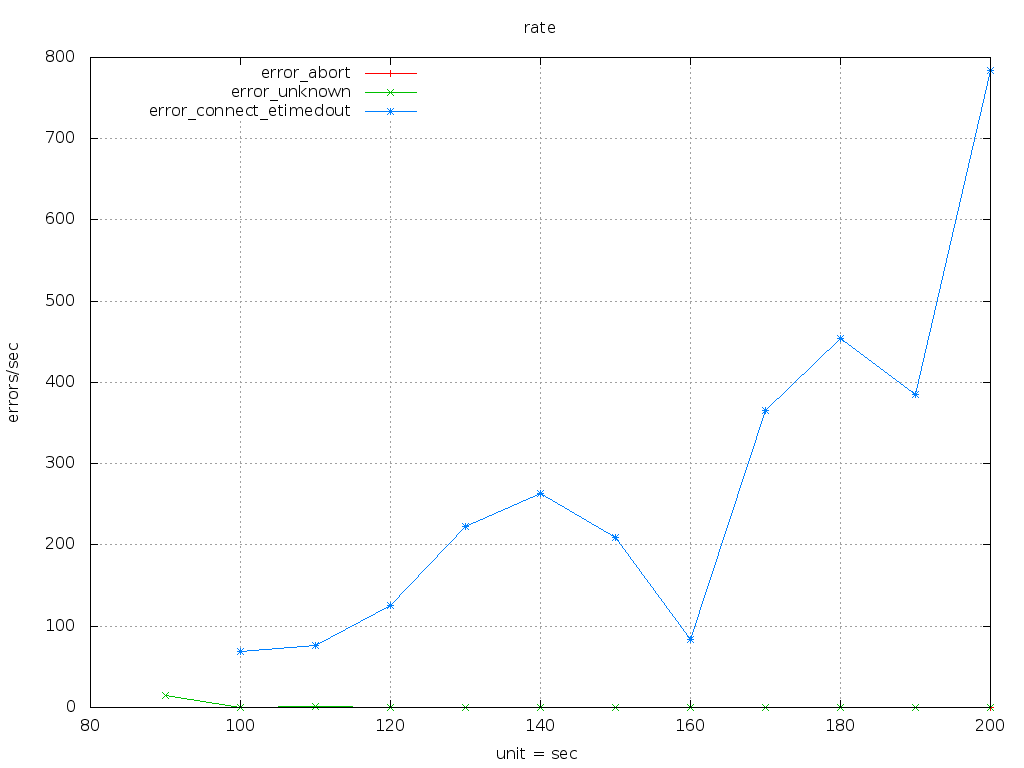 rate
800
700
600
500
400
300
200
100
0
errors/sec
error_abort
error_unknown
error_connect_etimedout
80 100 120 140 160 180 200
unit = sec